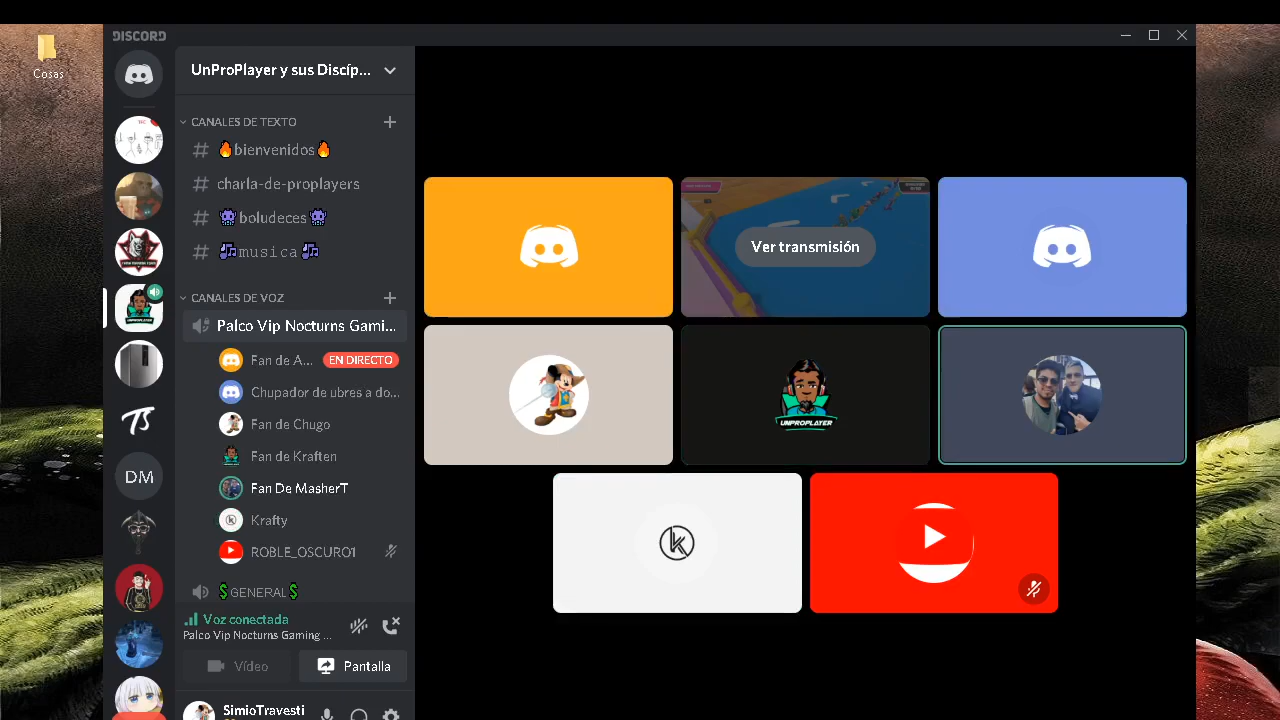 DISCORD
Cosas
UnProPlayer y sus Discíp...
CANALES DE TEXTO
🔥bienvenidos🔥
charla-de-proplayers
👾boludeces👾
🎶musica🎶
CANALES DE VOZ
Palco Vip Nocturns Gami...
Fan de A...
EN DIRECTO
Chupador de ubres a do...
Fan de Chugo
Fan de Kraften
Fan De MasherT
Krafty
ROBLE_OSCURO1
💲GENERAL💲
Voz conectada
Palco Vip Nocturns Gaming ...
Vídeo
Pantalla
SimioTravesti
TS
DM
Ver transmisión
UNPROPLAYER